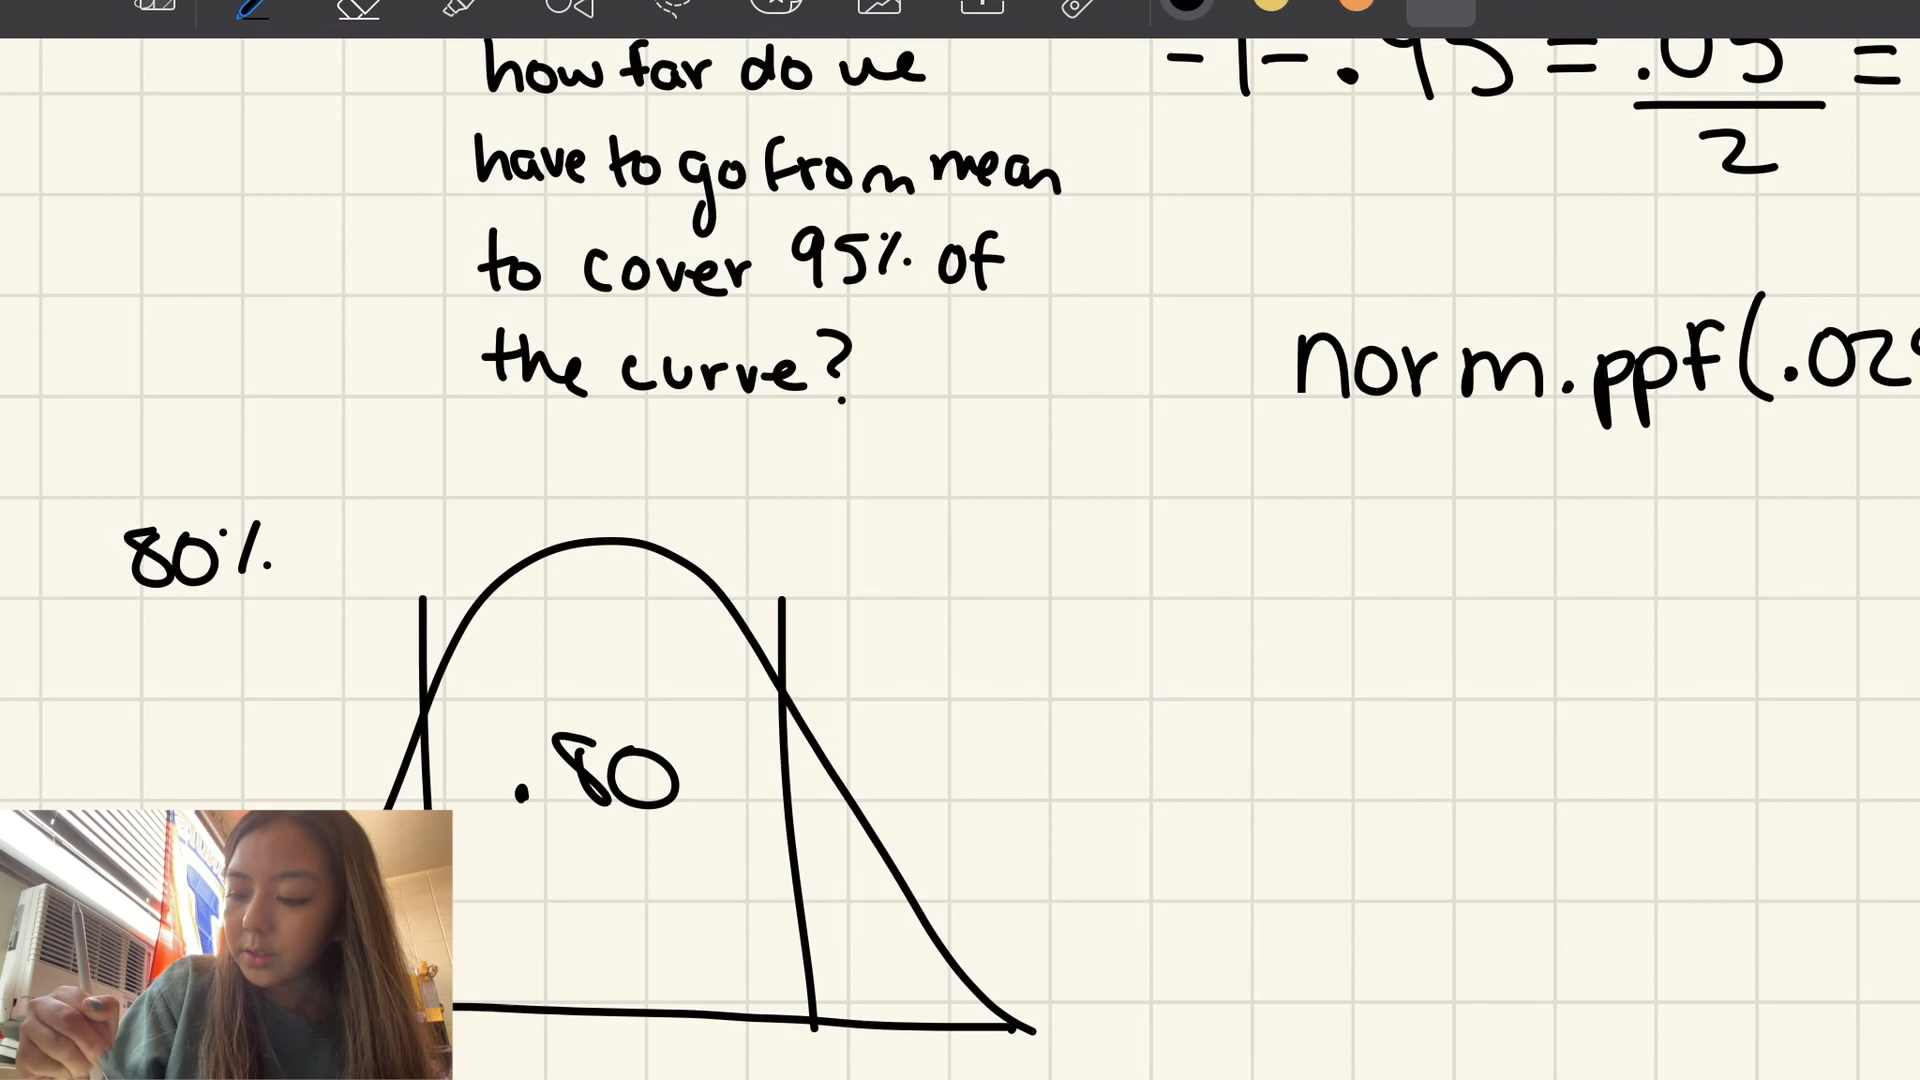 how far do we
have to go from mean
to cover 95% of
the curve?
-1-.95 = .05 =
2
norm.ppf(.02
80%
.80